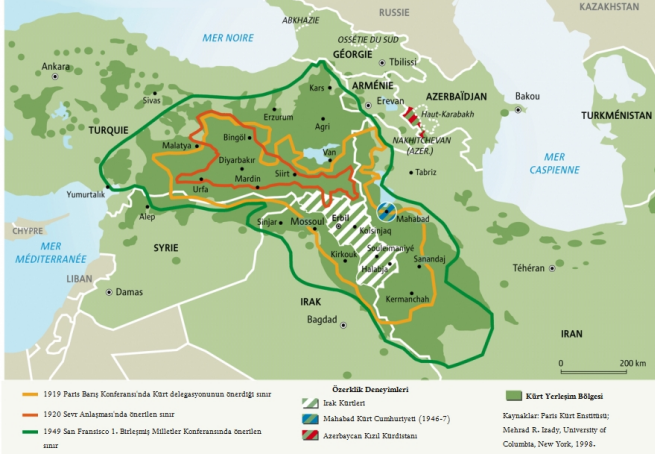 RUSSIE
KAZAKHSTAN
ABKHAZIE
MER NOIRE
OSSÉTIE DU SUD
GÉORGIE
Tbilissi
Ankara
Kars
ARMÉNIE
AZERBAÏDJAN
Sivas
Erevan
Bakou
Erzurum
Haut-Karabakh
TURKMÉNISTAN
TURQUIE
Agri
Bingöl
NAKHITCHEVAN
(AZER.)
Malatya
Van
MER
CASPIENNE
Diyarbakr
Siirt
Tabriz
Mardin
Urfa
Yumurtalık
Alep
Sinjar
Mossoul
Erbil
Mahabad
Koïsinjaq
CHYPRE
MER
MÉDITERRANÉE
SYRIE
Kirkouk
Souleimaniyé
Sanandaj
Halabja
Téhéran
LIBAN
Damas
Kermanchah
IRAK
Bagdad
IRAN
0 200 km
1919 Paris Barış Konferansı'nda Kürt delegasyonunun önerdiği sınır
1920 Sevr Anlaşması'nda önerilen sınır
1949 San Fransisco 1. Birleşmiş Milletler Konferansında önerilen
sınır
Özerklik Deneyimleri
Irak Kürtleri
Mahabad Kürt Cumhuriyeti (1946-7)
Azerbaycan Kızıl Kürdistanı
Kürt Yerleşim Bölgesi
Kaynaklar: Paris Kürt Enstitüsü;
Mehrad R. Izady, University of
Columbia, New York, 1998.